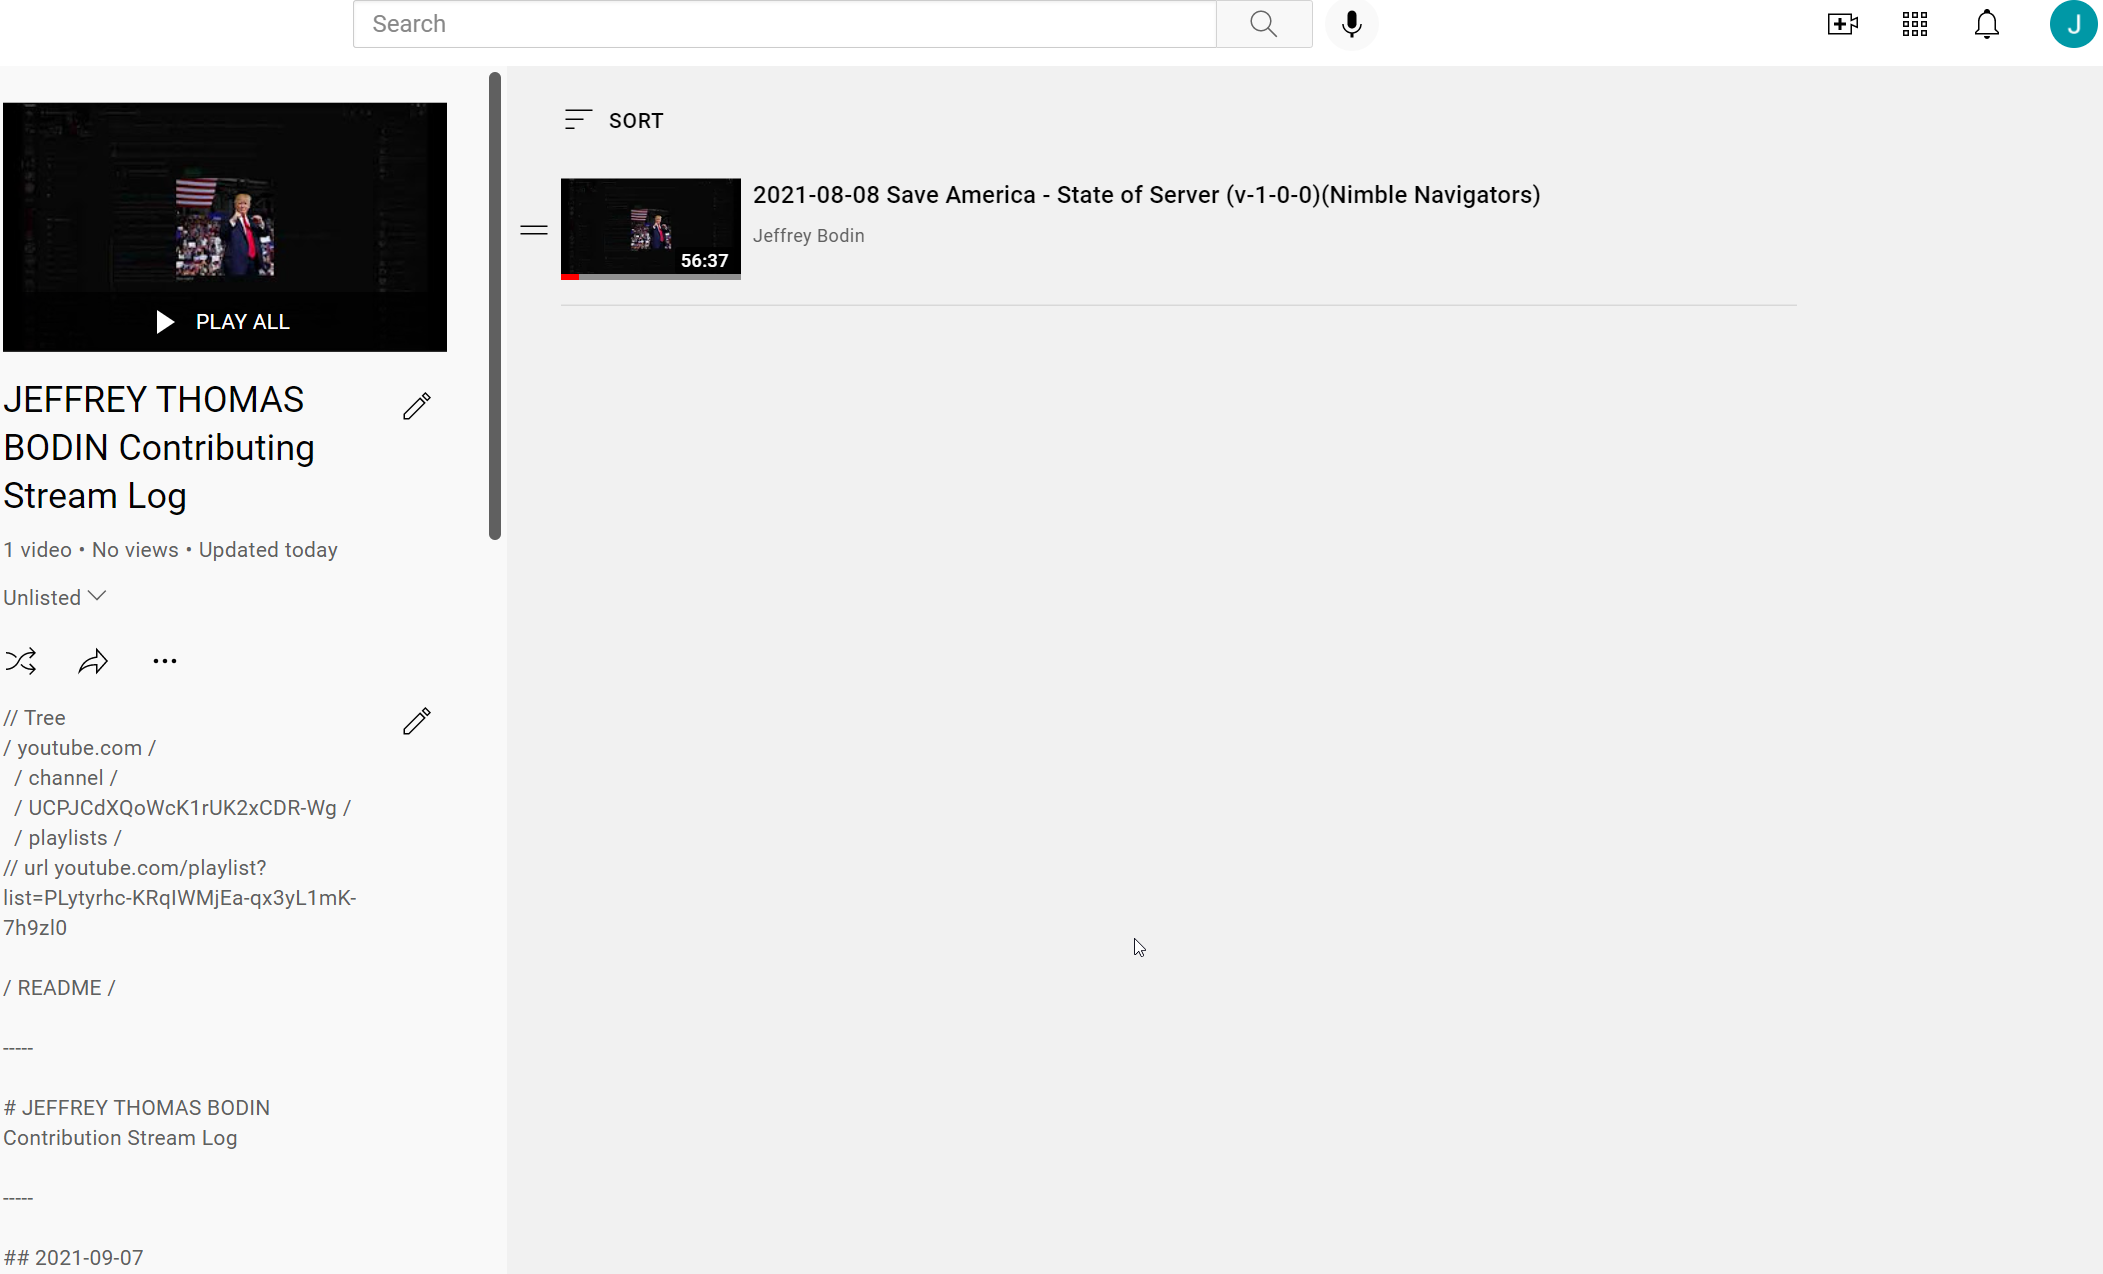 Search
J
PLAY ALL
JEFFREY THOMAS
BODIN Contributing
Stream Log
1 video • No views • Updated today
Unlisted
// Tree
/ youtube.com /
/ channel /
/ UCPJCdXQoWcK1rUK2xCDR-Wg /
/ playlists /
// url youtube.com/playlist?
list=PLytyrhc-KRqIWMjEa-qx3yL1mK-
7h9zl0
/ README /
-----
# JEFFREY THOMAS BODIN
Contribution Stream Log
-----
## 2021-09-07
SORT
2021-08-08 Save America - State of Server (v-1-0-0)(Nimble Navigators)
Jeffrey Bodin
56:37